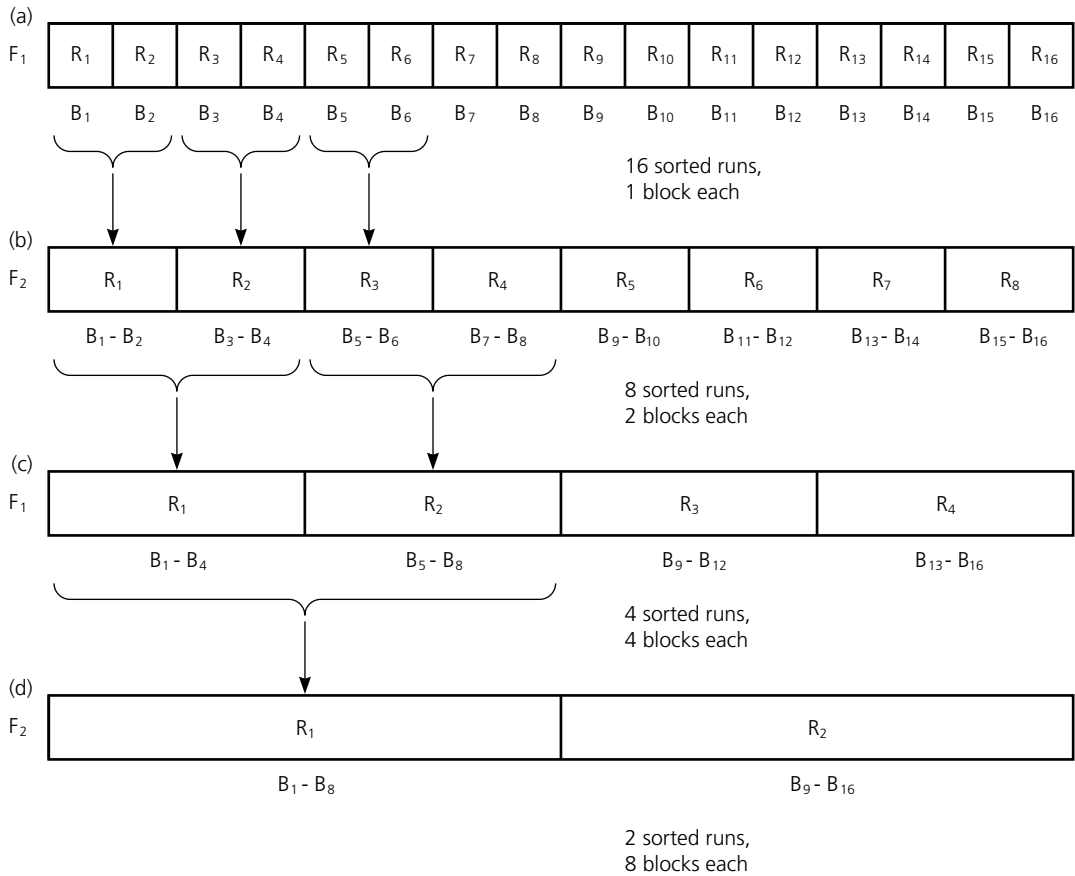 (a)
F₁ R₁ R₂ R₃ R₄ R₅ R₆ R₇ R₈ R₉ R₁₀ R₁₁ R₁₂ R₁₃ R₁₄ R₁₅ R₁₆
B₁ B₂ B₃ B₄ B₅ B₆ B₇ B₈ B₉ B₁₀ B₁₁ B₁₂ B₁₃ B₁₄ B₁₅ B₁₆
16 sorted runs,
1 block each
(b)
F₂ R₁ R₂ R₃ R₄ R₅ R₆ R₇ R₈
B₁ - B₂ B₃ - B₄ B₅ - B₆ B₇ - B₈ B₉ - B₁₀ B₁₁ - B₁₂ B₁₃ - B₁₄ B₁₅ - B₁₆
8 sorted runs,
2 blocks each
(c)
F₁ R₁ R₂ R₃ R₄
B₁ - B₄ B₅ - B₈ B₉ - B₁₂ B₁₃ - B₁₆
4 sorted runs,
4 blocks each
(d)
F₂ R₁ R₂
B₁ - B₈ B₉ - B₁₆
2 sorted runs,
8 blocks each